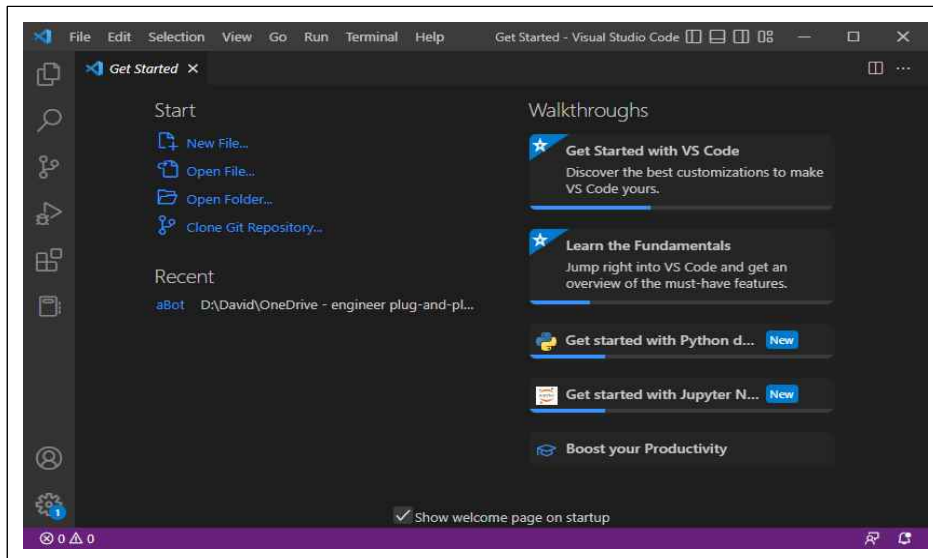 File Edit Selection View Go Run Terminal Help Get Started - Visual Studio Code
Get Started
Start
New File...
Open File...
Open Folder...
Clone Git Repository...
Recent
aBot D:\David\OneDrive - engineer plug-and-pl...
Walkthroughs
Get Started with VS Code
Discover the best customizations to make
VS Code yours.
Learn the Fundamentals
Jump right into VS Code and get an
overview of the must-have features.
Get started with Python d... New
Get started with Jupyter N... New
Boost your Productivity
1
Show welcome page on startup
0 0